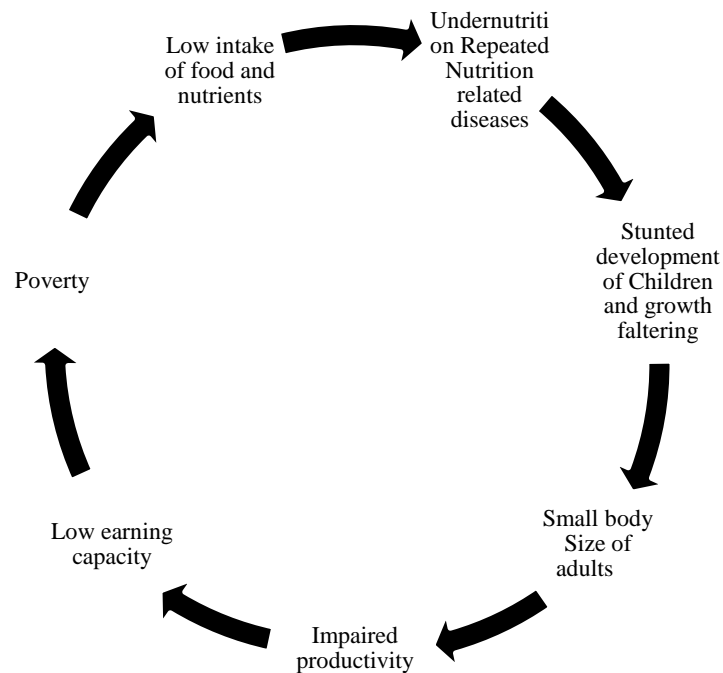 Low intake
of food and
nutrients
Undernutriti
on Repeated
Nutrition
related
diseases
Stunted
development
of Children
and growth
faltering
Small body
Size of
adults
Impaired
productivity
Low earning
capacity
Poverty